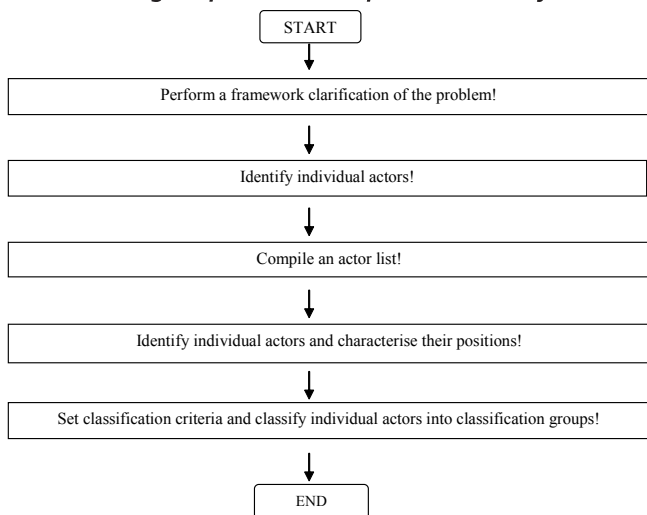 START
Perform a framework clarification of the problem!
Identify individual actors!
Compile an actor list!
Identify individual actors and characterise their positions!
Set classification criteria and classify individual actors into classification groups!
END